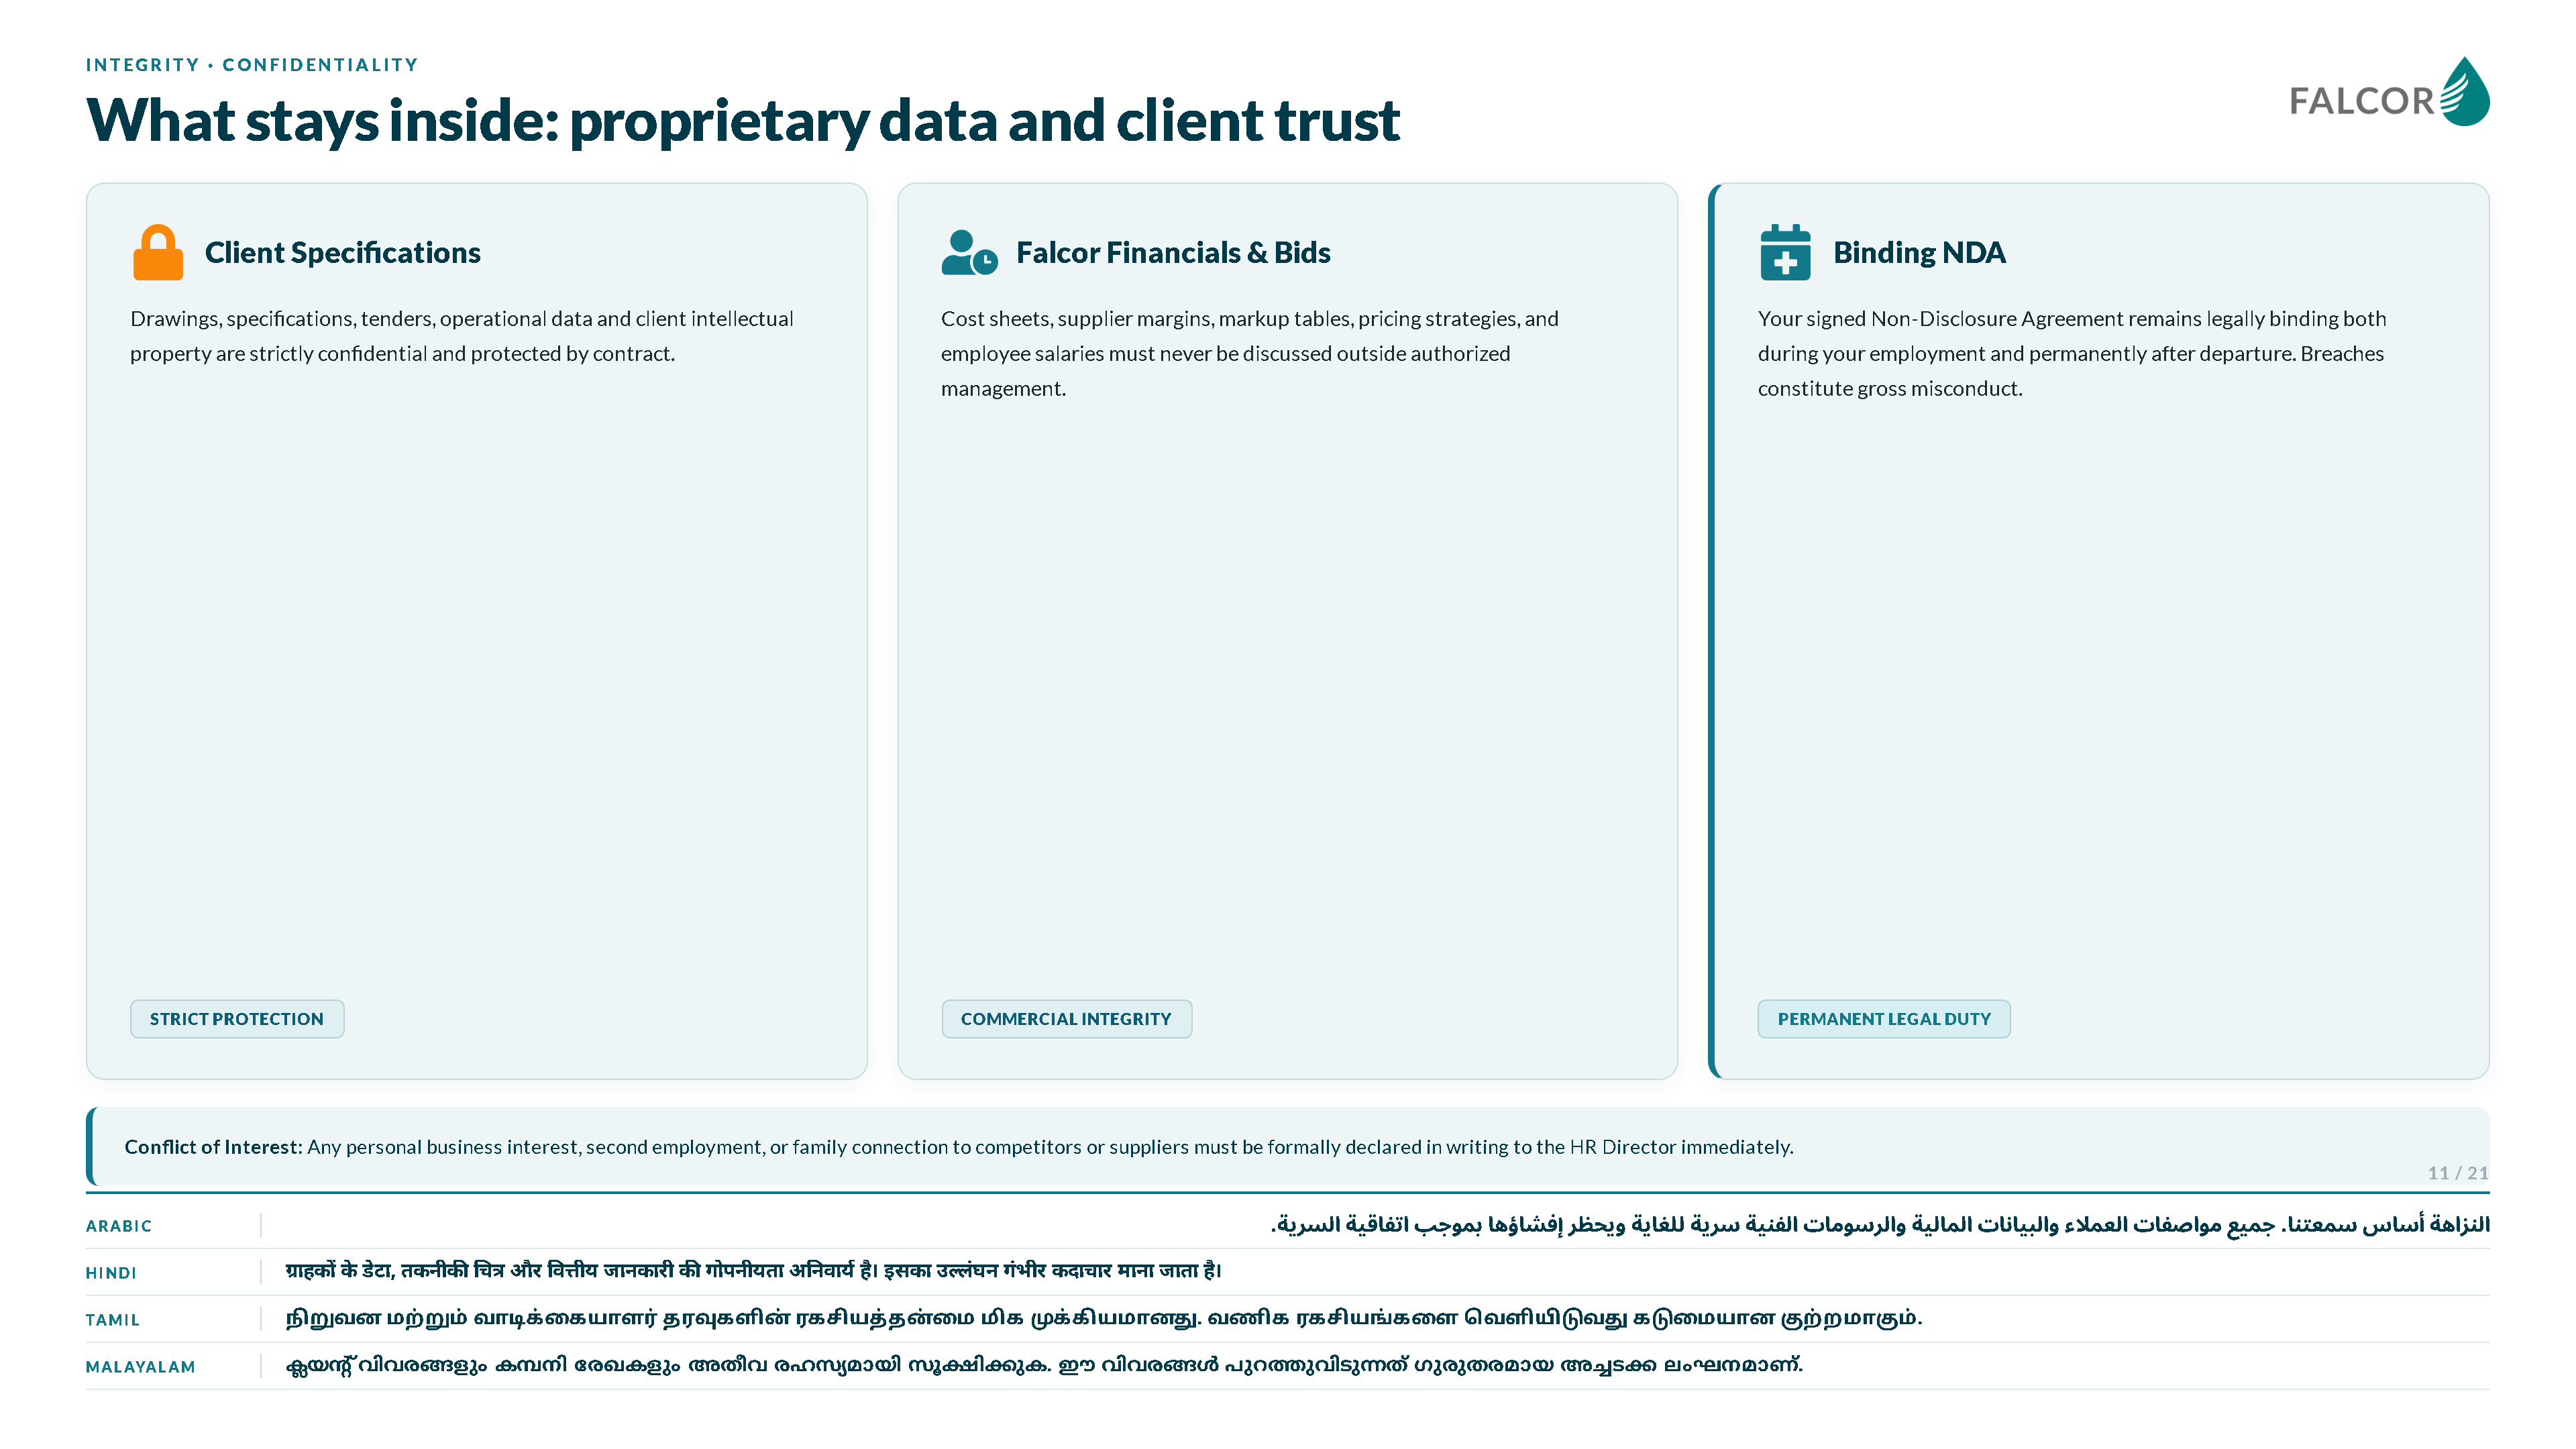 INTEGRITY · CONFIDENTIALITY
What stays inside: proprietary data and client trust
FALCOR
Client Specifications
Drawings, specifications, tenders, operational data and client intellectual
property are strictly confidential and protected by contract.
STRICT PROTECTION
Falcor Financials & Bids
Cost sheets, supplier margins, markup tables, pricing strategies, and
employee salaries must never be discussed outside authorized
management.
COMMERCIAL INTEGRITY
Binding NDA
Your signed Non-Disclosure Agreement remains legally binding both
during your employment and permanently after departure. Breaches
constitute gross misconduct.
PERMANENT LEGAL DUTY
Conflict of Interest: Any personal business interest, second employment, or family connection to competitors or suppliers must be formally declared in writing to the HR Director immediately.
11 / 21
ARABIC
النزاهة أساس سمعتنا. جميع مواصفات العملاء والبيانات المالية والرسومات الفنية سرية للغاية ويحظر إفشاؤها بموجب اتفاقية السرية.
HINDI
ग्राहकों के डेटा, तकनीकी चित्र और वित्तीय जानकारी की गोपनीयता अनिवार्य है। इसका उल्लंघन गंभीर कदाचार माना जाता है।
TAMIL
நிறுவன மற்றும் வாடிக்கையாளர் தரவுகளின் ரகசியத்தன்மை மிக முக்கியமானது. வணிக ரகசியங்களை வெளியிடுவது கடுமையான குற்றமாகும்.
MALAYALAM
ക്ലയന്റ് വിവരങ്ങളും കമ്പനി രേഖകളും അതീവ രഹസ്യമായി സൂക്ഷിക്കുക. ഈ വിവരങ്ങൾ പുറത്തുവിടുന്നത് ഗുരുതരമായ അച്ചടക്ക ലംഘനമാണ്.